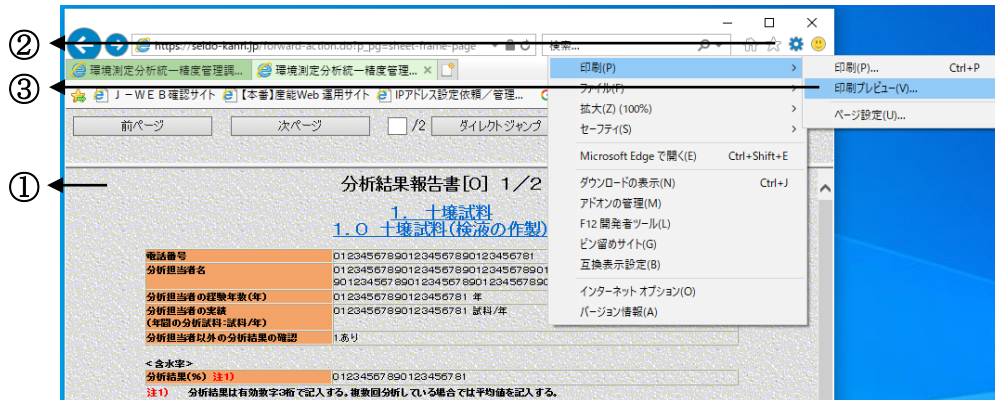 ②
https://seido-kanri.jp/forward-action.do?p_pg=sheet-frame-page
検索...
環境測定分析統一精度管理調...
環境測定分析統一精度管理...
J－ＷＥＢ確認サイト
【本番】産能Web 運用サイト
IPアドレス設定依頼／管理...
③
前ページ
次ページ
/2
ダイレクトジャンプ
印刷(P)
ファイル(F)
拡大(Z) (100%)
セーフティ(S)
Microsoft Edge で開く(E) Ctrl+Shift+E
ダウンロードの表示(N) Ctrl+J
アドオンの管理(M)
F12 開発者ツール(L)
ピン留めサイト(G)
互換表示設定(B)
インターネット オプション(O)
バージョン情報(A)
印刷(P)... Ctrl+P
印刷プレビュー(V)...
ページ設定(U)...
①
分析結果報告書[O] 1／2
1. 土壌試料
1.0 土壌試料(検液の作製)
電話番号 01234567890123456789012345678​1
分析担当者名 01234567890123456789012345678901
9012345678901234567890123456789​0
分析担当者の経験年数(年) 01234567890123456781 年
分析担当者の実績 01234567890123456781 試料/年
(年間の分析試料:試料/年)
分析担当者以外の分析結果の確認 1.あり
<含水率>
分析結果(%) 注1) 01234567890123456781
注1) 分析結果は有効数字3桁で記入する。複数回分析している場合では平均値を記入する。